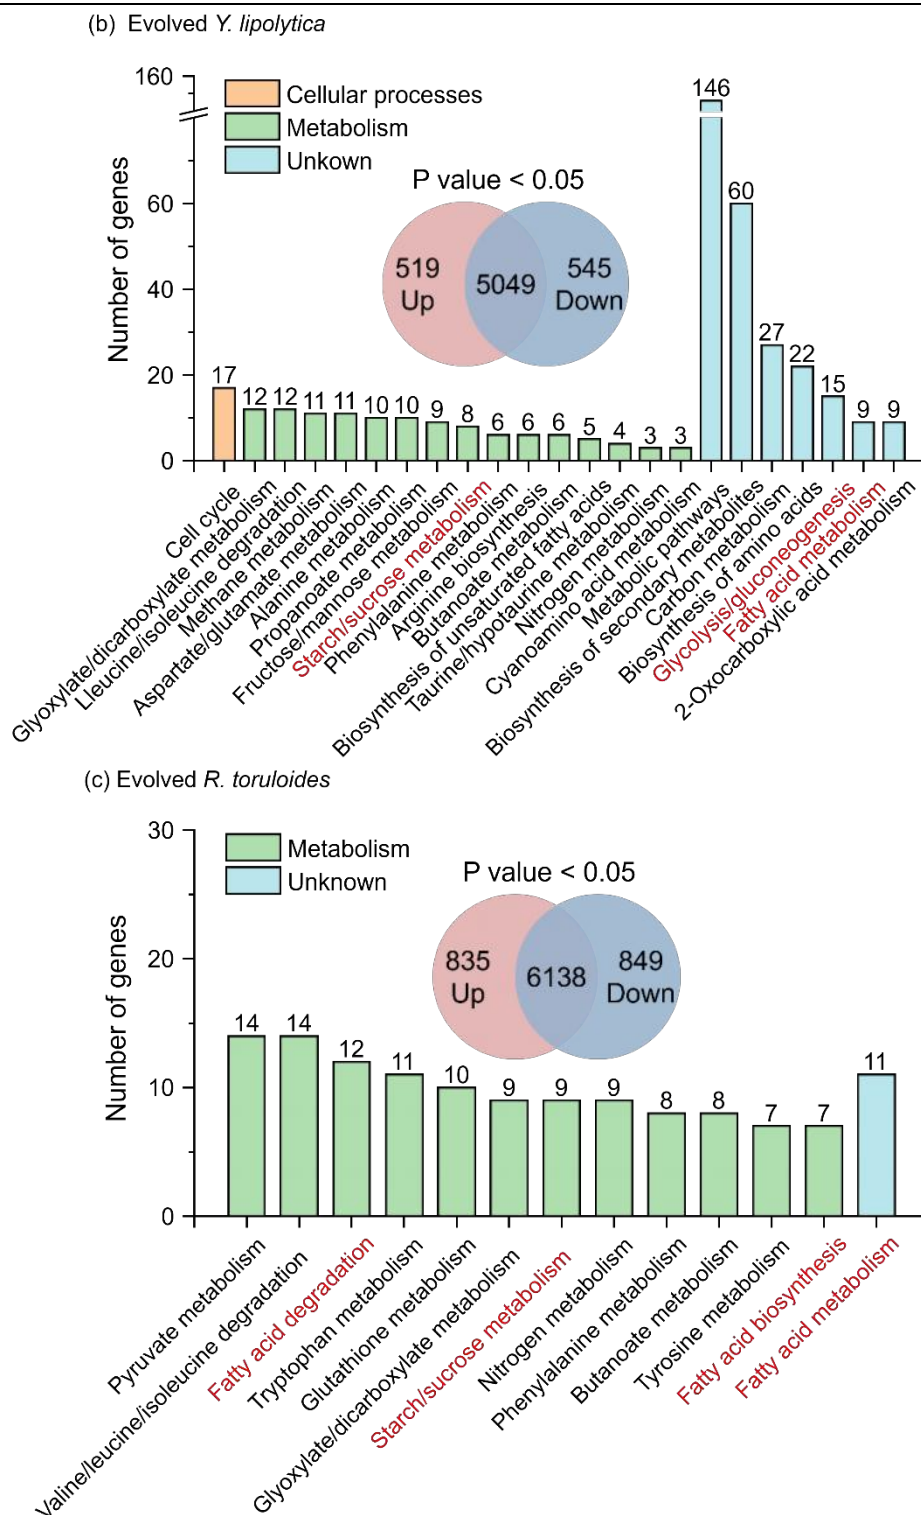 (b) Evolved Y. lipolytica
160
60
40
20
0
Number of genes
Cellular processes
Metabolism
Unkown
P value < 0.05
519
Up
5049
545
Down
17
12
12
11
11
10
10
9
8
6
6
6
5
4
3
3
146
60
27
22
15
9
9
Cell cycle
Glyoxylate/dicarboxylate metabolism
Lleucine/isoleucine degradation
Methane metabolism
Aspartate/glutamate metabolism
Alanine metabolism
Propanoate metabolism
Fructose/mannose metabolism
Starch/sucrose metabolism
Phenylalanine metabolism
Arginine biosynthesis
Butanoate metabolism
Biosynthesis of unsaturated fatty acids
Taurine/hypotaurine metabolism
Nitrogen metabolism
Cyanoamino acid metabolism
Metabolic pathways
Biosynthesis of secondary metabolites
Carbon metabolism
Biosynthesis of amino acids
Glycolysis/gluconeogenesis
Fatty acid metabolism
2-Oxocarboxylic acid metabolism
(c) Evolved R. toruloides
30
20
10
0
Number of genes
Metabolism
Unknown
P value < 0.05
835
Up
6138
849
Down
14
14
12
11
10
9
9
9
8
8
7
7
11
Pyruvate metabolism
Valine/leucine/isoleucine degradation
Fatty acid degradation
Tryptophan metabolism
Glutathione metabolism
Glyoxylate/dicarboxylate metabolism
Starch/sucrose metabolism
Nitrogen metabolism
Phenylalanine metabolism
Butanoate metabolism
Tyrosine metabolism
Fatty acid biosynthesis
Fatty acid metabolism